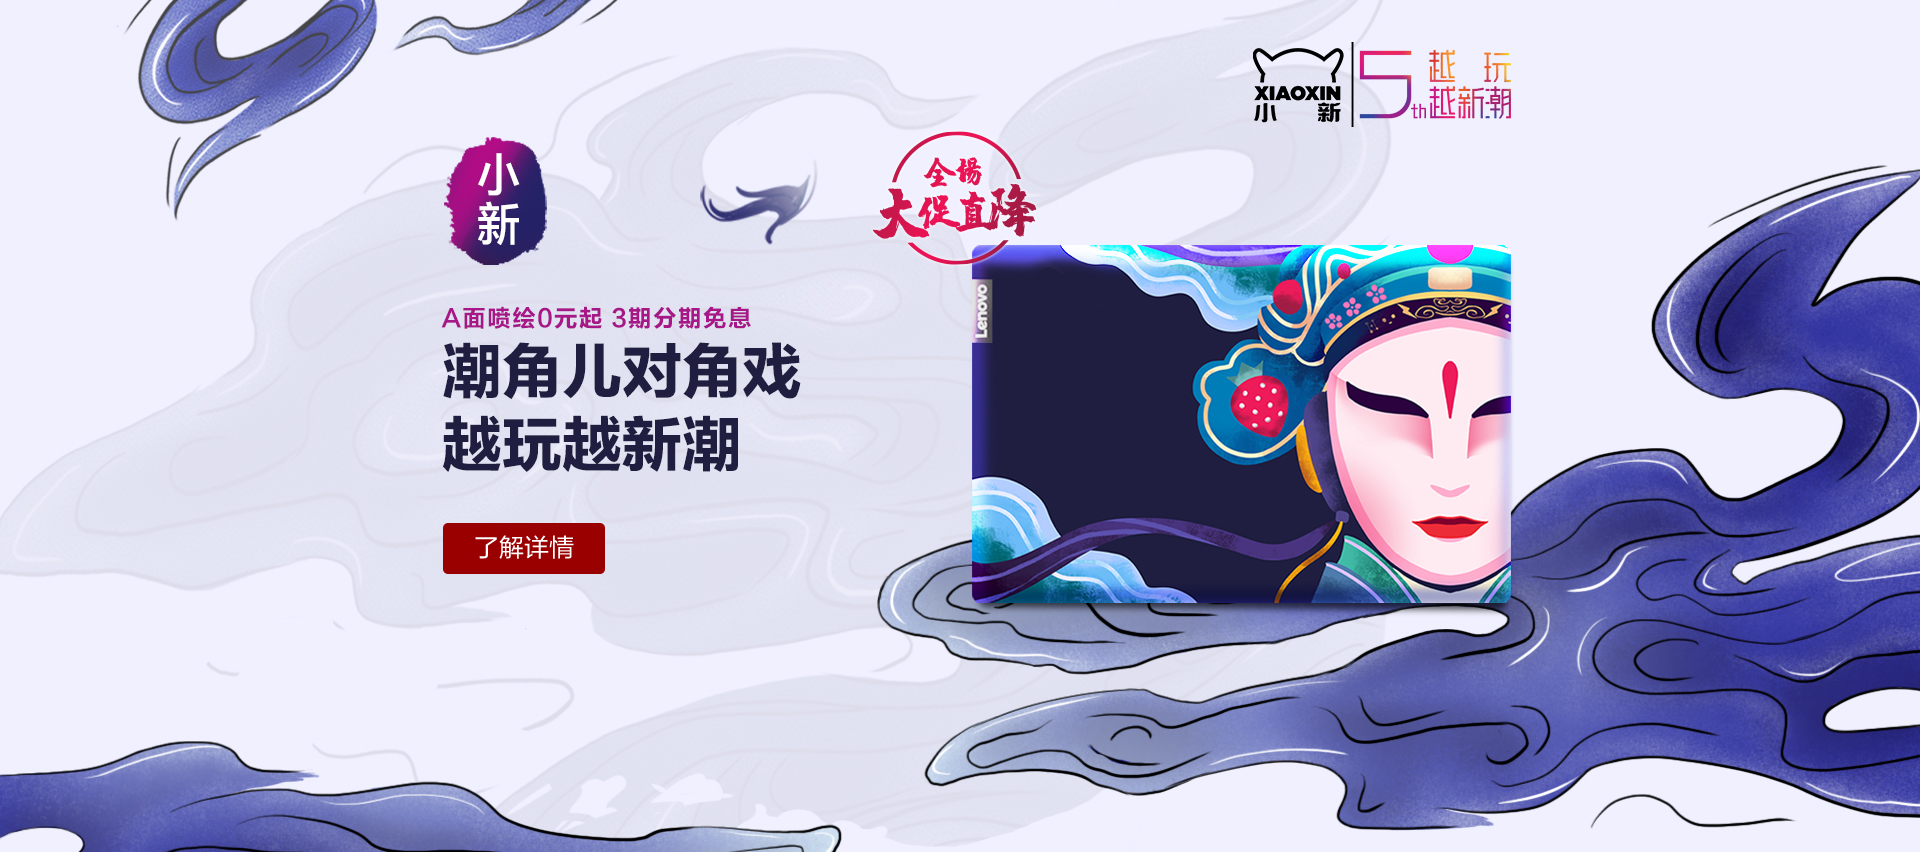 XIAOXIN
小新
5th
越玩
越新潮
小
新
全場
大促直降
Lenovo
A面喷绘0元起 3期分期免息
潮角儿对角戏
越玩越新潮
了解详情